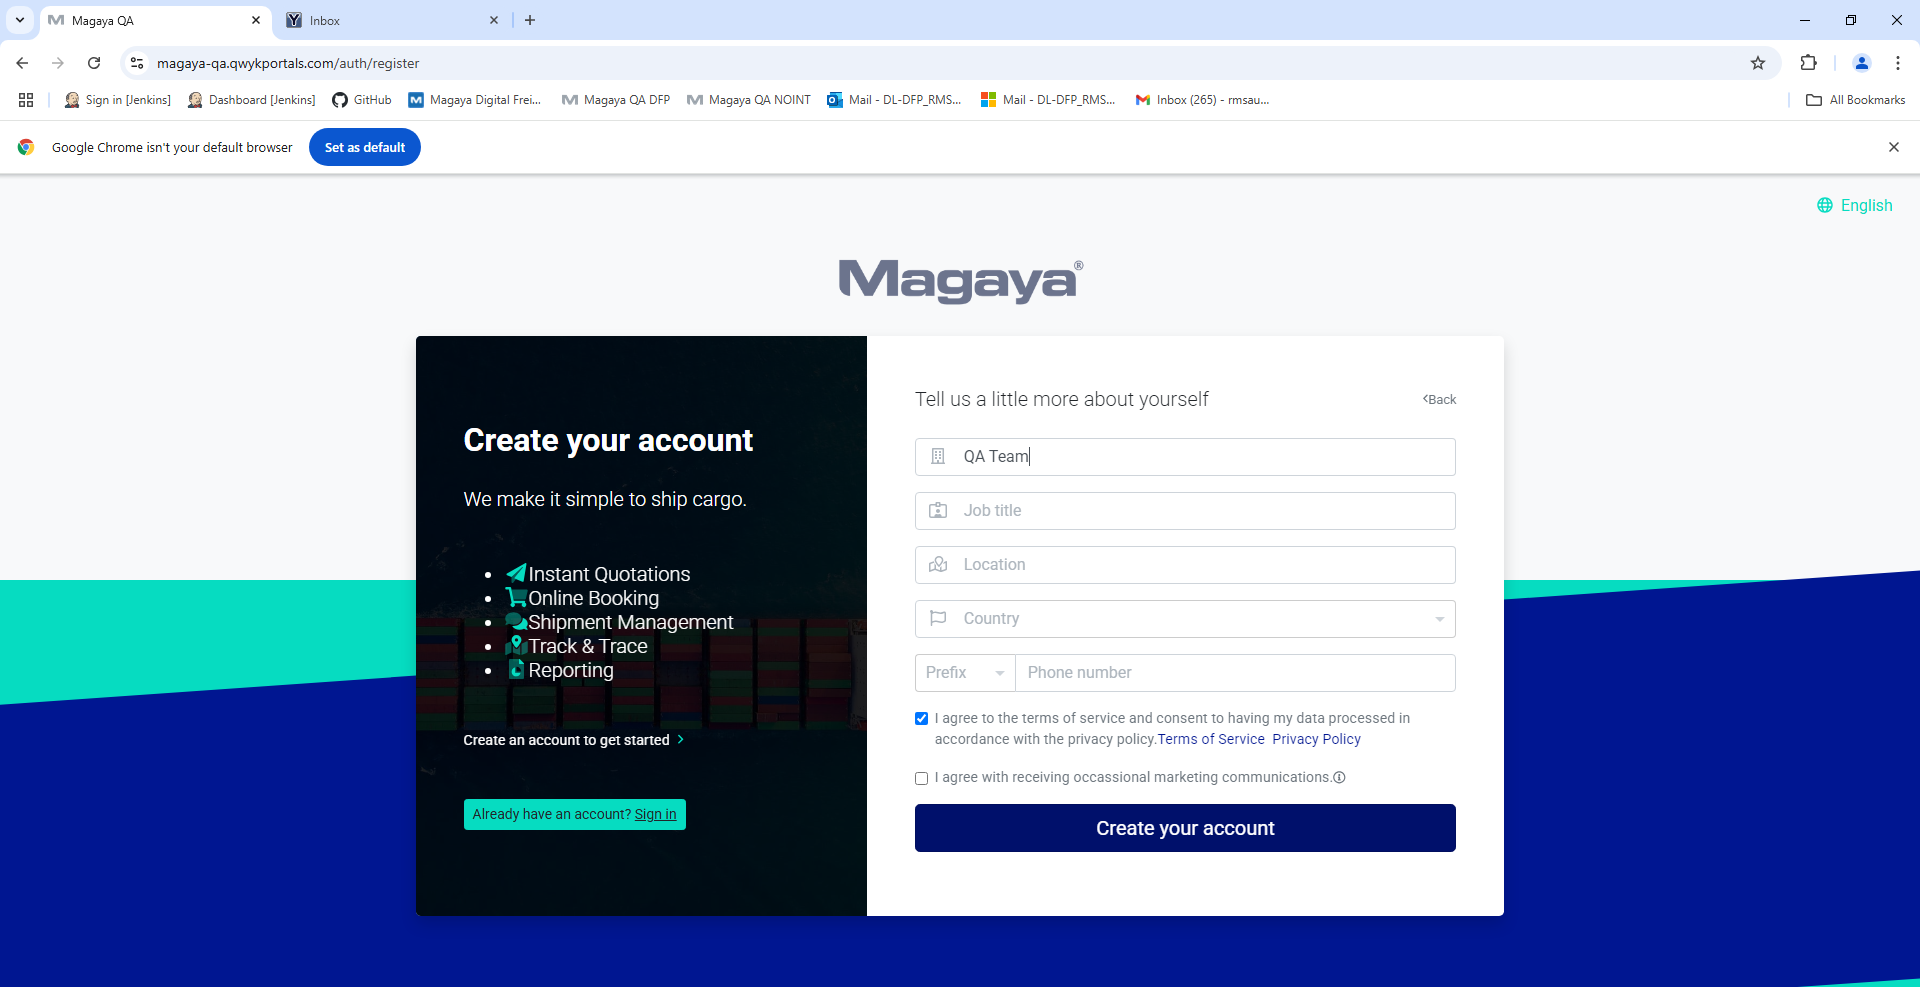 Magaya QA
Inbox
magaya-qa.qwykportals.com/auth/register
Sign in [Jenkins]
Dashboard [Jenkins]
GitHub
Magaya Digital Frei...
Magaya QA DFP
Magaya QA NOINT
Mail - DL-DFP_RMS...
Mail - DL-DFP_RMS...
Inbox (265) - rmsau...
All Bookmarks
Google Chrome isn't your default browser
Set as default
English
Magaya®
Create your account
We make it simple to ship cargo.
Instant Quotations
Online Booking
Shipment Management
Track & Trace
Reporting
Create an account to get started
Already have an account? Sign in
Tell us a little more about yourself
Back
QA Team
Job title
Location
Country
Prefix
Phone number
I agree to the terms of service and consent to having my data processed in
accordance with the privacy policy.Terms of Service Privacy Policy
I agree with receiving occassional marketing communications.
Create your account